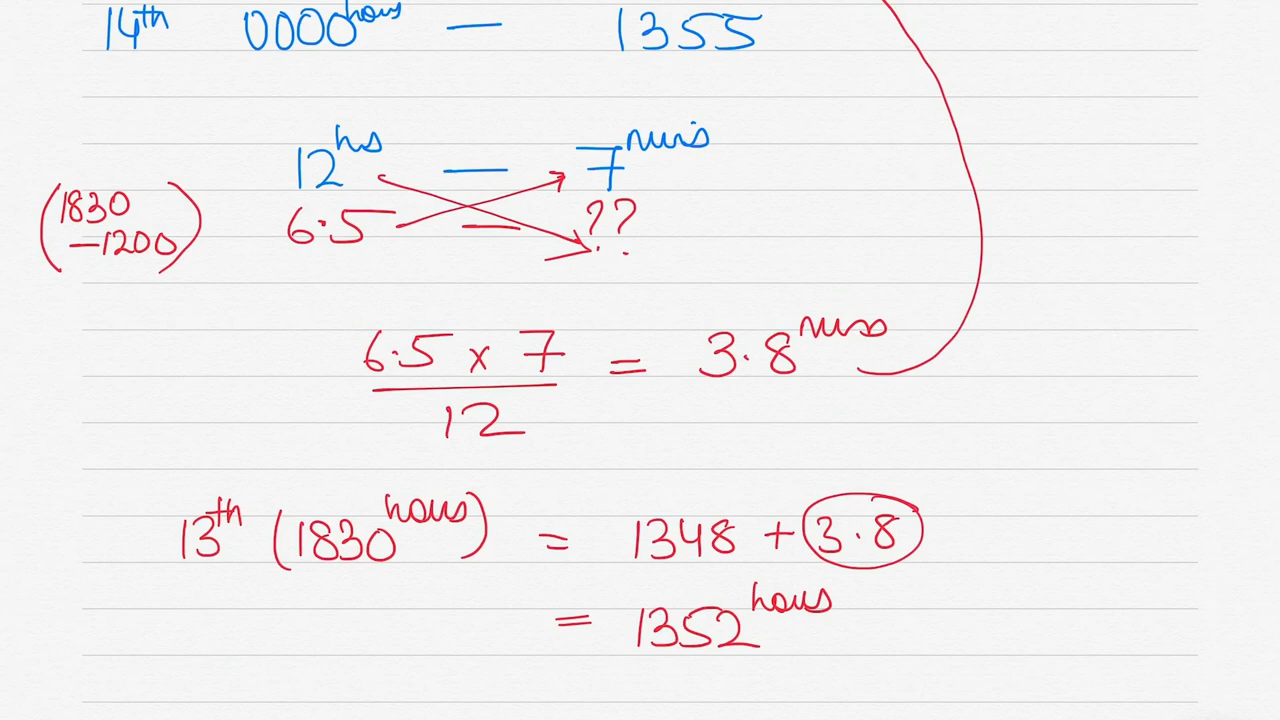 14th 0000hours — 1355
12hrs — 7mins
(1830
—1200)
6.5 — ??
6.5 x 7 = 3.8mins
12
13th (1830hours) = 1348 + 3.8
= 1352hours